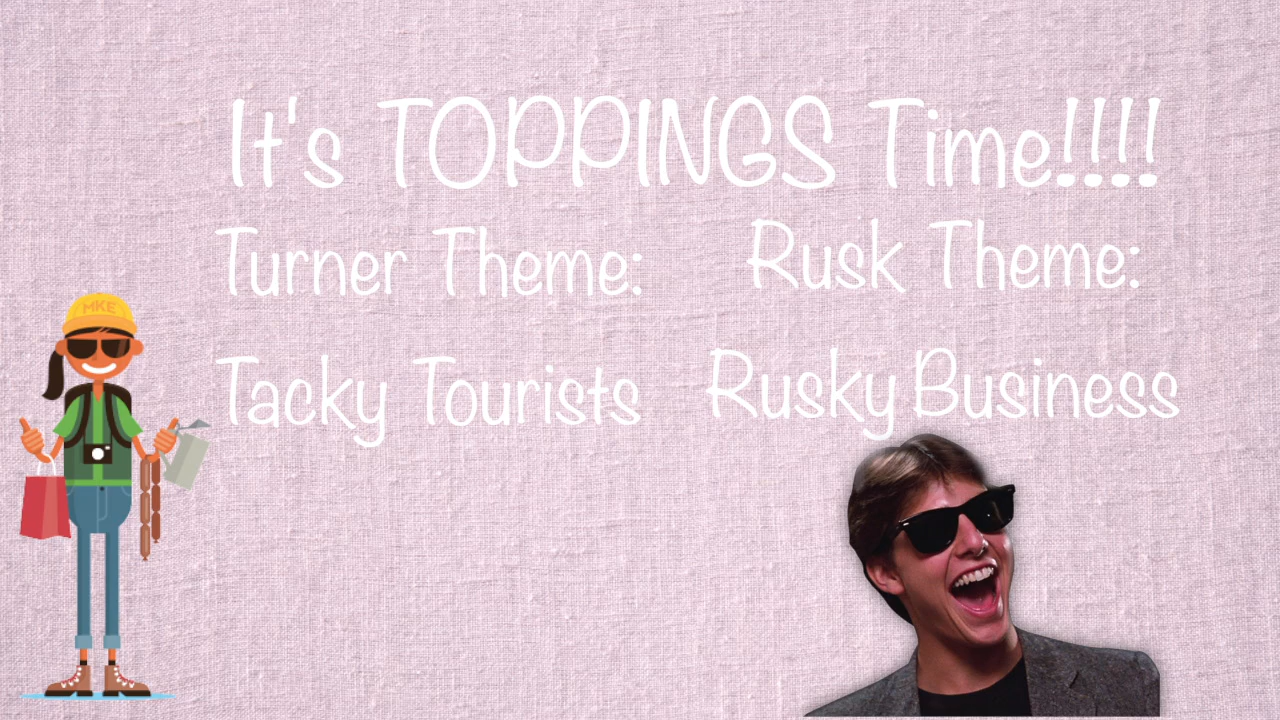 It's TOPPINGS Time!!!!
Turner Theme:
Rusk Theme:
Tacky Tourists
Rusky Business
MKE